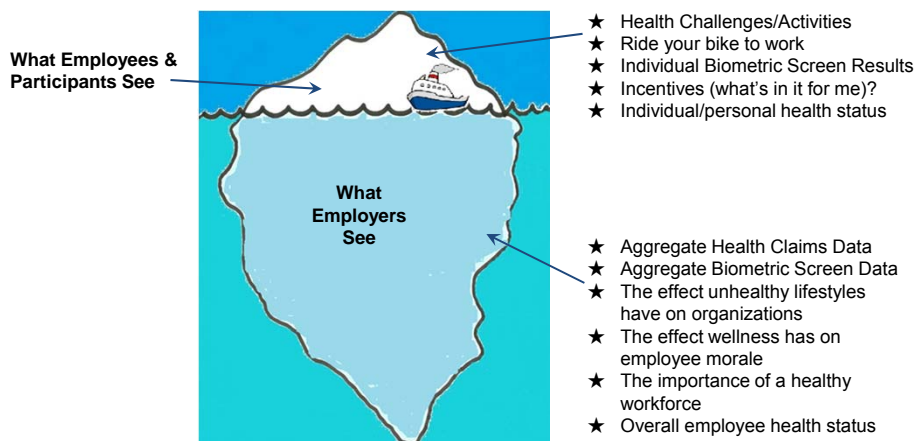 What Employees &
Participants See
★ Health Challenges/Activities
★ Ride your bike to work
★ Individual Biometric Screen Results
★ Incentives (what's in it for me)?
★ Individual/personal health status
What
Employers
See
★ Aggregate Health Claims Data
★ Aggregate Biometric Screen Data
★ The effect unhealthy lifestyles
have on organizations
★ The effect wellness has on
employee morale
★ The importance of a healthy
workforce
★ Overall employee health status